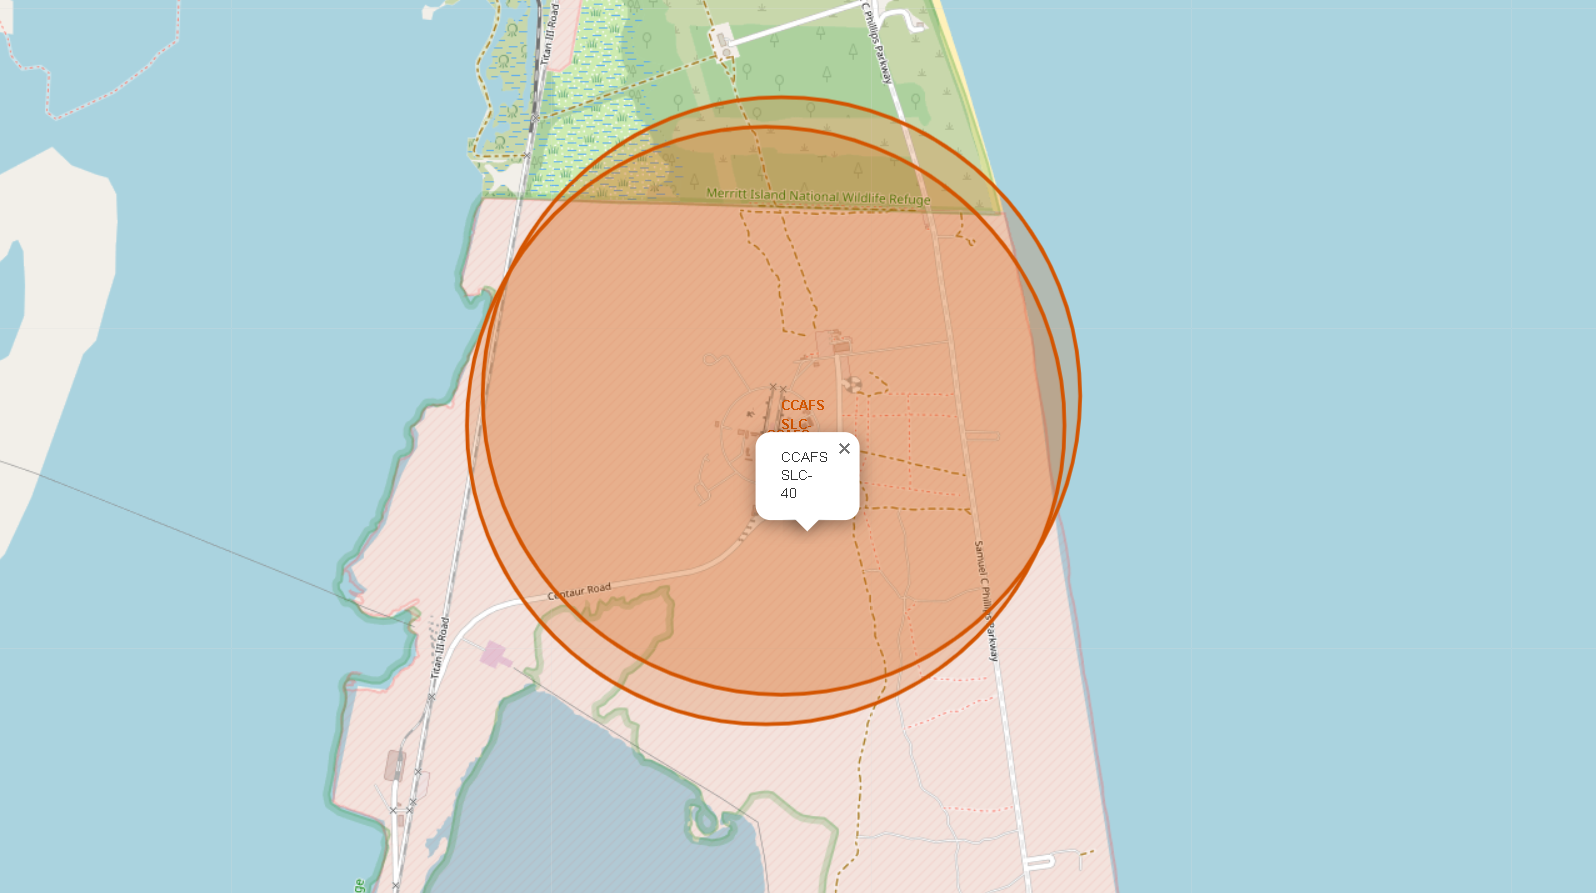 Titan III Road
C Phillips Parkway
Merritt Island National Wildlife Refuge
CCAFS
SLC-
CCAFS
SLC-
40
Centaur Road
Samuel C Phillips Parkway
Titan III Road
ge